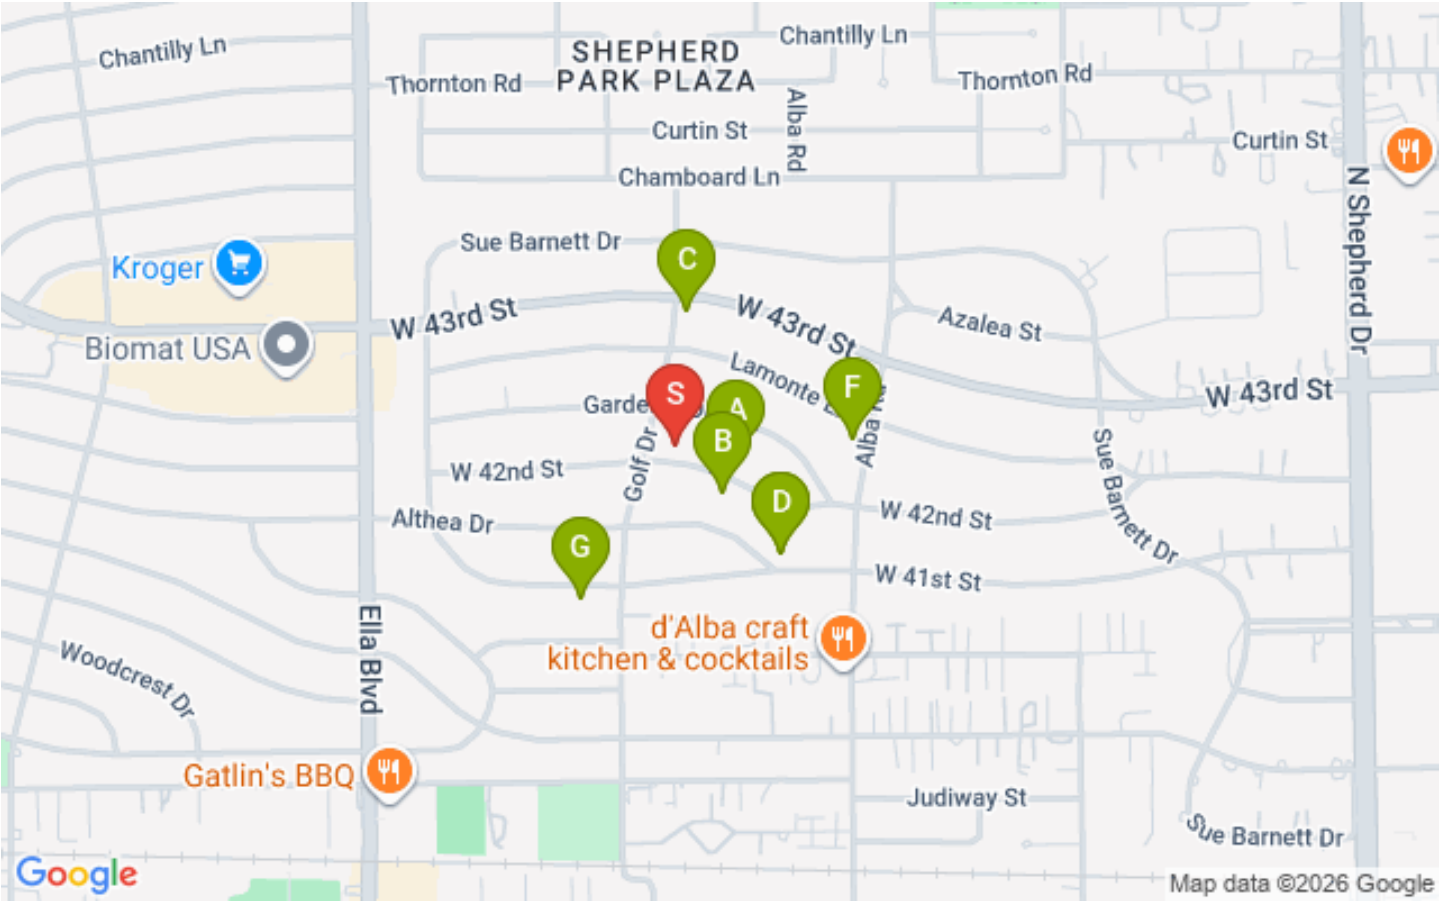 Chantilly Ln
SHEPHERD
PARK PLAZA
Chantilly Ln
Thornton Rd
Thornton Rd
Alba Rd
Curtin St
Curtin St
Chamboard Ln
N Shepherd Dr
Sue Barnett Dr
C
Kroger
W 43rd St
W 43rd St
Azalea St
Biomat USA
Lamonte
W 43rd St
S
A
F
Alba Rd
B
Golf Dr
W 42nd St
Sue Barnett Dr
D
W 42nd St
Althea Dr
G
W 41st St
Ella Blvd
d'Alba craft
kitchen & cocktails
Woodcrest Dr
Gatlin's BBQ
Judiway St
Sue Barnett Dr
Google
Map data ©2026 Google